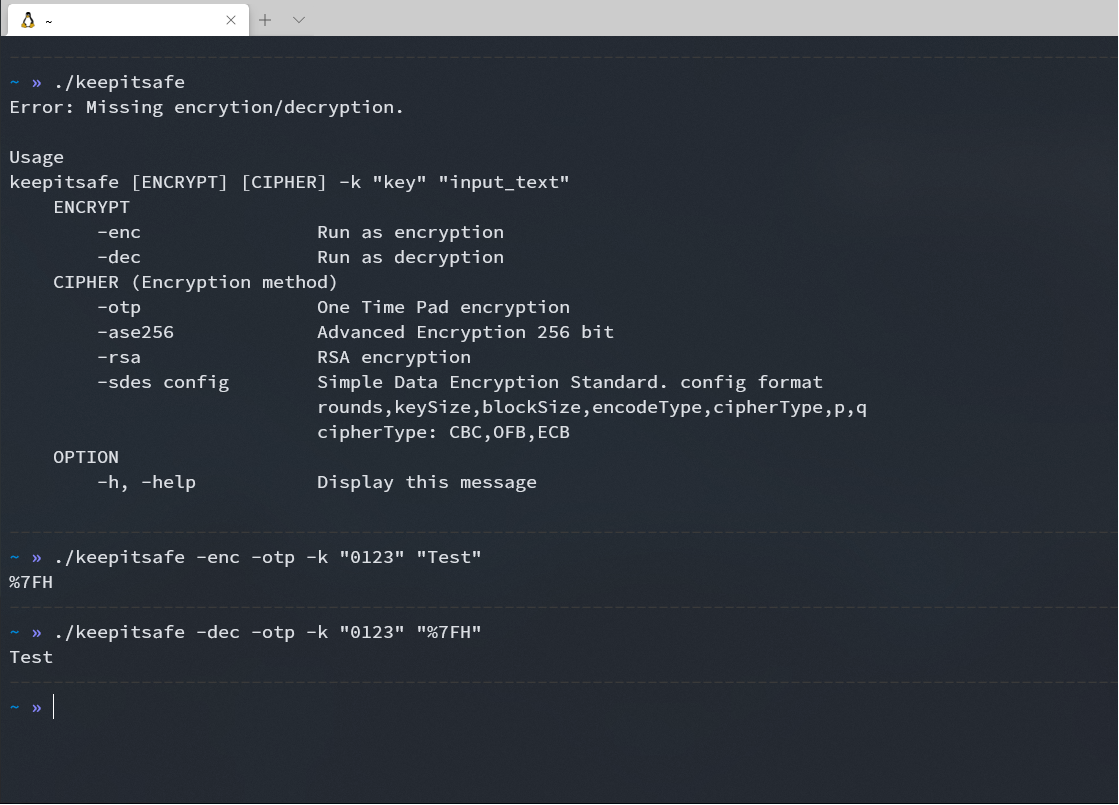 ~
~ » ./keepitsafe
Error: Missing encrytion/decryption.
Usage
keepitsafe [ENCRYPT] [CIPHER] -k "key" "input_text"
ENCRYPT
-enc Run as encryption
-dec Run as decryption
CIPHER (Encryption method)
-otp One Time Pad encryption
-ase256 Advanced Encryption 256 bit
-rsa RSA encryption
-sdes config Simple Data Encryption Standard. config format
rounds,keySize,blockSize,encodeType,cipherType,p,q
cipherType: CBC,OFB,ECB
OPTION
-h, -help Display this message
~ » ./keepitsafe -enc -otp -k "0123" "Test"
%7FH
~ » ./keepitsafe -dec -otp -k "0123" "%7FH"
Test
~ »